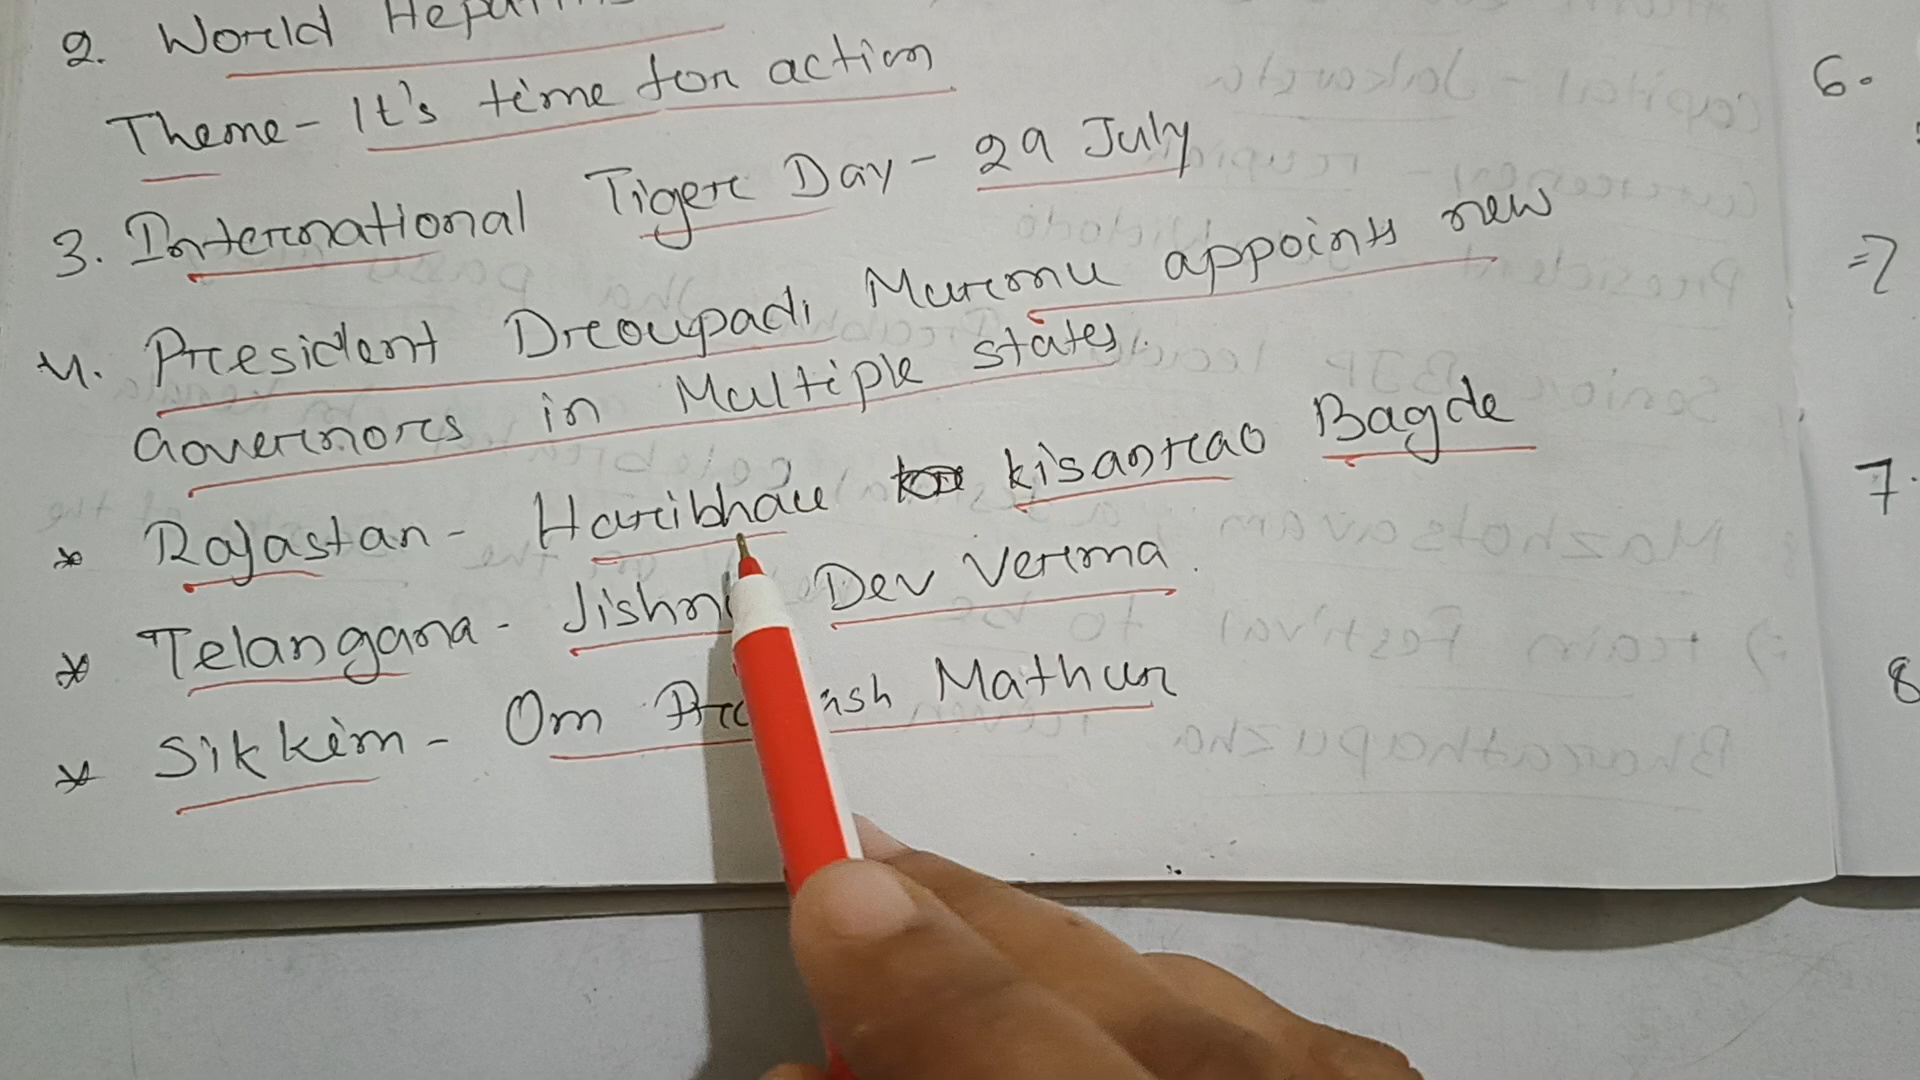 2. World
Theme- It's time for action
3. International Tiger Day - 29 July
4. President Droupadi Murmu appoints new
Governors in Multiple states.
* Rajastan - Haribhau kisanrao Bagde
* Telangana - Jishnu Dev Verma.
* Sikkim - Om Mathur
6.
=>
7.
8